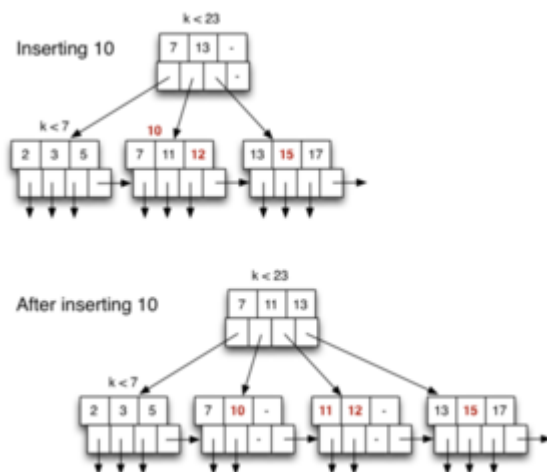 k < 23
Inserting 10
7 13 -
-
k < 7
10
2 3 5
7 11 12
13 15 17
k < 23
After inserting 10
7 11 13
k < 7
2 3 5
7 10 -
11 12 -
13 15 17
-
-